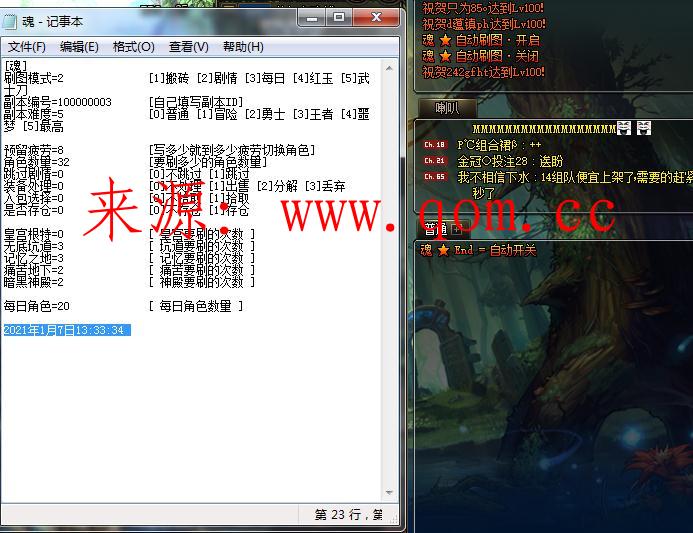 魂 - 记事本
文件(F) 编辑(E) 格式(O) 查看(V) 帮助(H)
[魂]
刷图模式=2 [1]搬砖 [2]剧情 [3]每日 [4]红玉 [5]武
士刀
副本编号=100000003 [自己填写副本ID]
副本难度=5 [0]普通 [1]冒险 [2]勇士 [3]王者 [4]噩
梦 [5]最高
预留疲劳=8 [写多少就到多少疲劳切换角色]
角色数量=32 [要刷多少的角色数量]
跳过剧情=0 [0]不跳过 [1]跳过
装备处理=0 [0]不处理 [1]出售 [2]分解 [3]丢弃
入包选择=0 [0]不拾取 [1]拾取
是否存仓=0 [0]不存仓 [1]存仓
皇宫根特=0 [ 皇宫要刷的次数 ]
无底坑道=3 [ 坑道要刷的次数 ]
记忆之地=3 [ 记忆要刷的次数 ]
痛苦地下=2 [ 痛苦要刷的次数 ]
暗黑神殿=2 [ 神殿要刷的次数 ]
每日角色=20 [ 每日角色数量 ]
2021年1月7日13:33:34
第 23 行, 第
来源：www.qom.cc
祝贺只为85o达到Lv100!
祝贺d蕴镇ph达到Lv100!
魂 ★ 自动刷图 - 开启
魂 ★ 自动刷图 - 关闭
祝贺242gfht达到Lv100!
喇叭
Ch.18 P℃组合裙β : ++
Ch.21 金冠○投注28 : 送盼
Ch.65 我不相信下水 : 14组队便宜上架了,需要的赶紧
秒了
普通
魂 ★ End = 自动开关